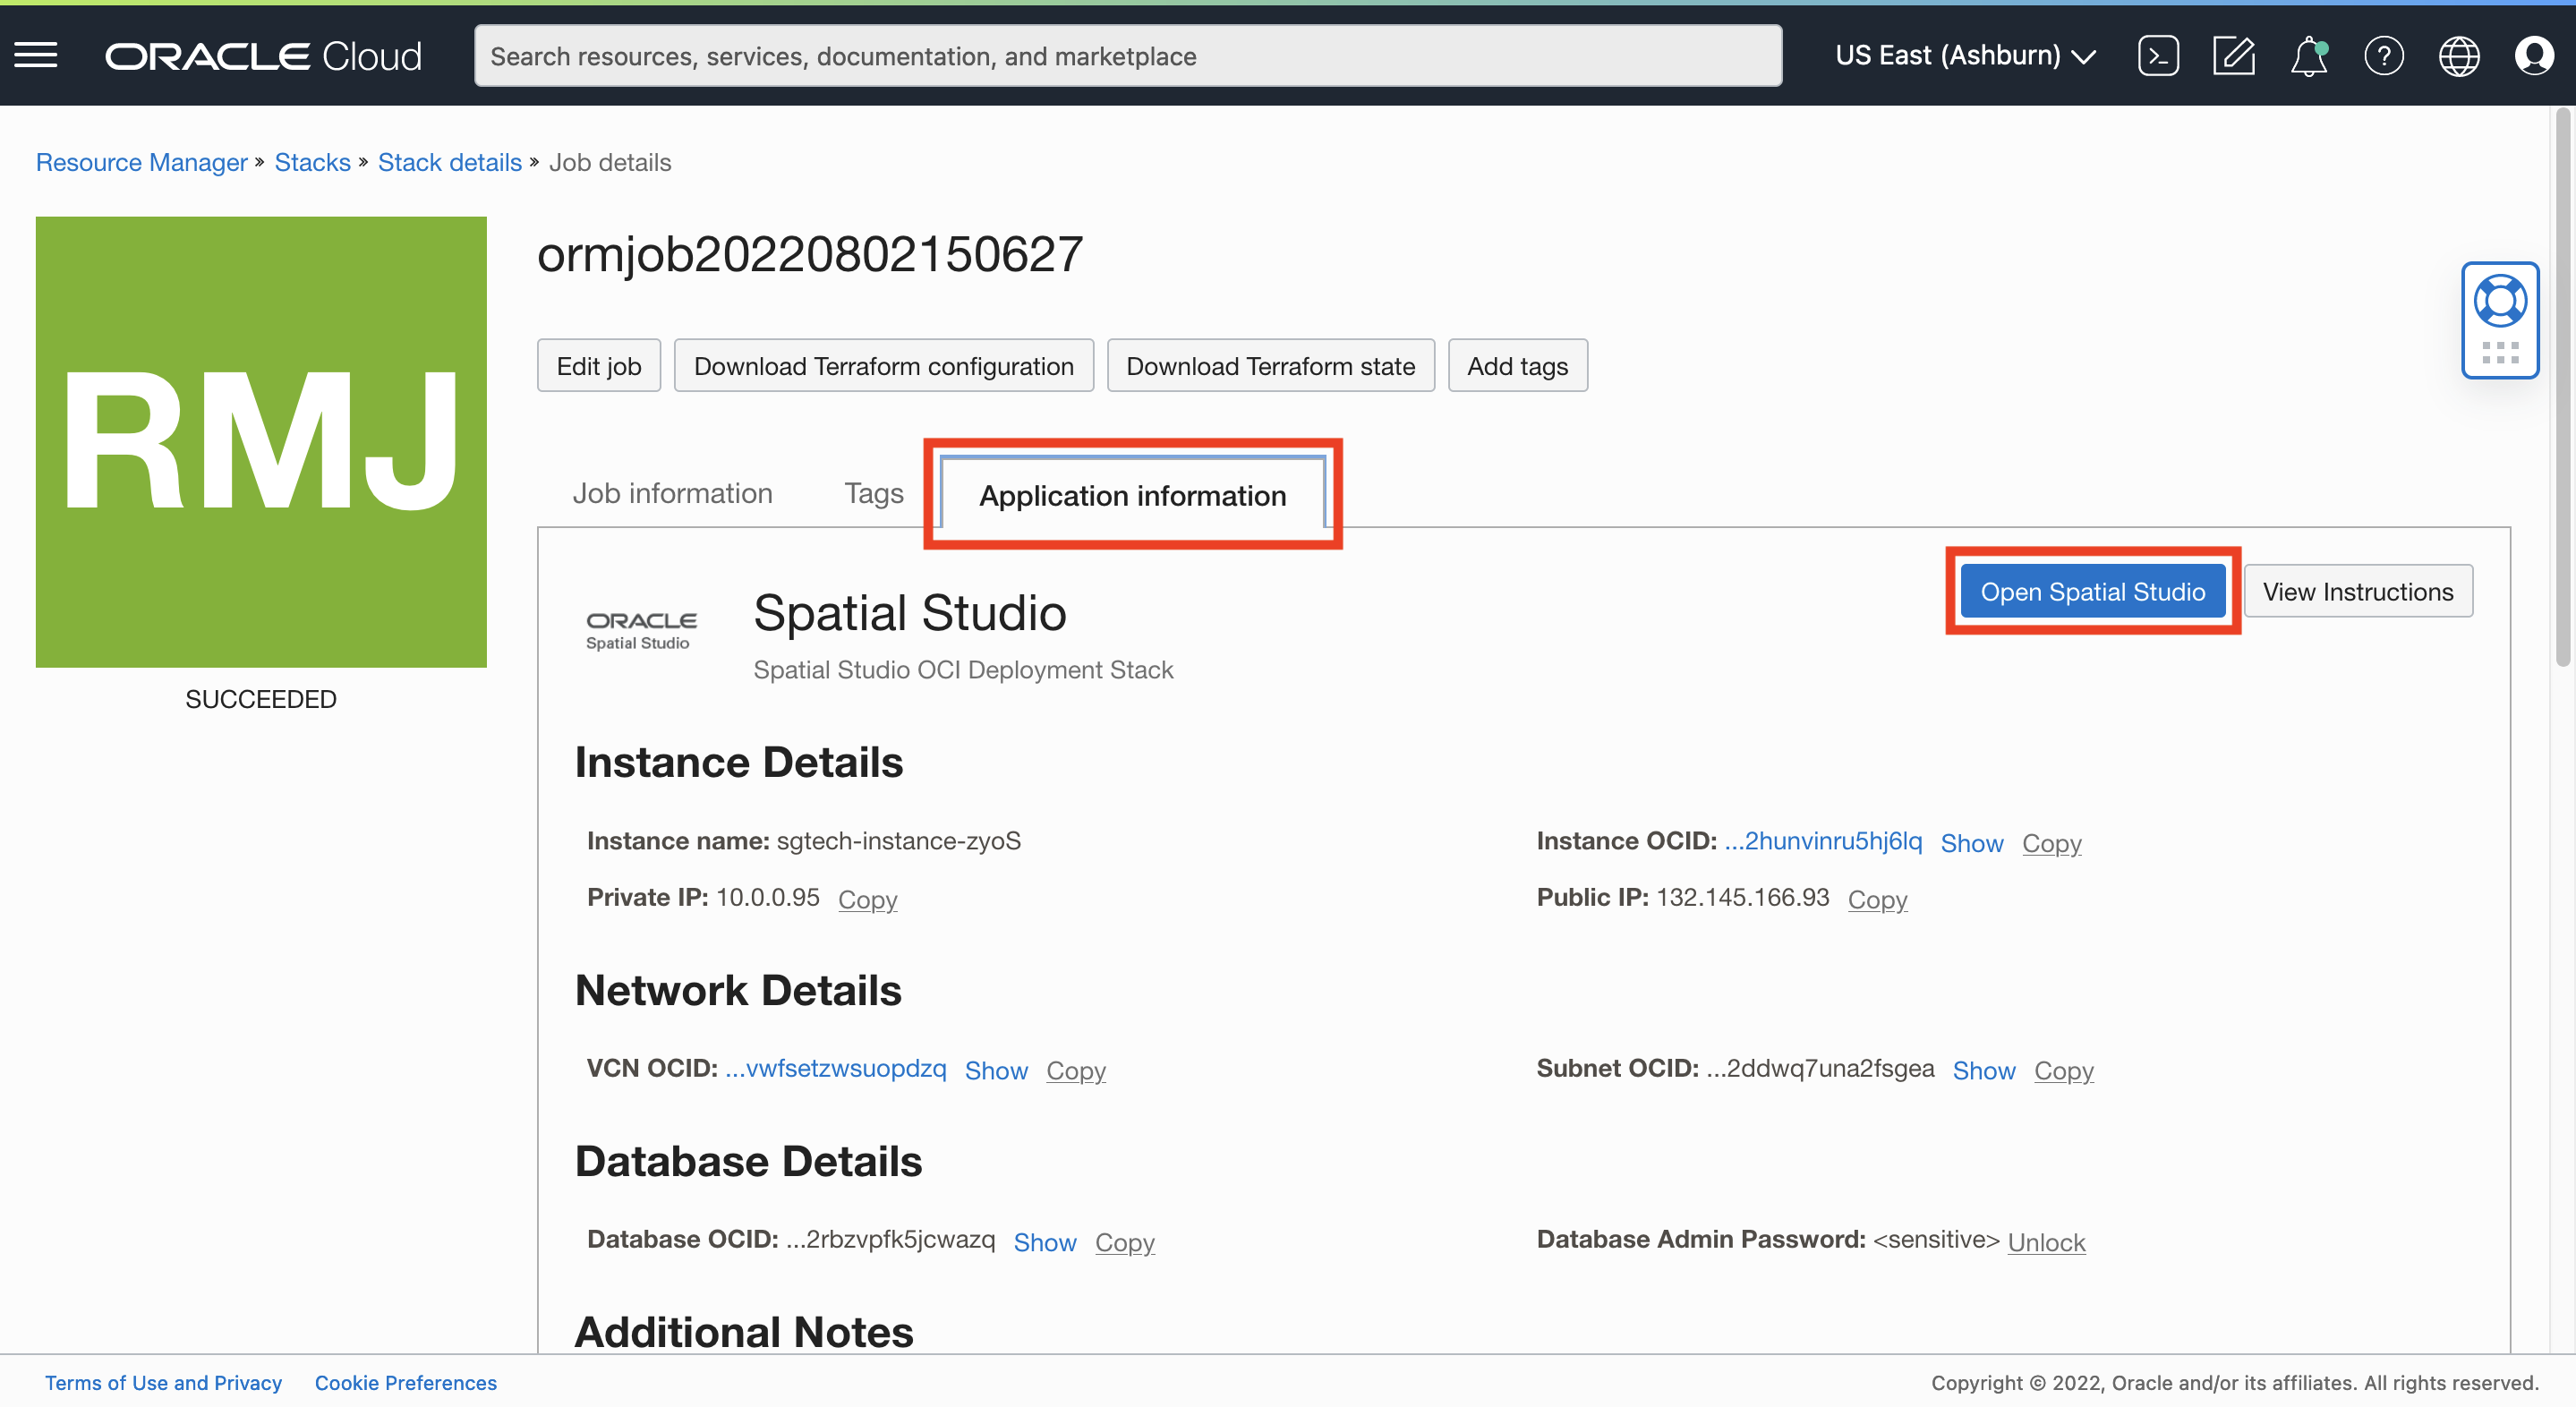 ORACLE Cloud
Search resources, services, documentation, and marketplace
US East (Ashburn)
Resource Manager » Stacks » Stack details » Job details
RMJ
SUCCEEDED
ormjob20220802150627
Edit job
Download Terraform configuration
Download Terraform state
Add tags
Job information
Tags
Application information
ORACLE
Spatial Studio
Spatial Studio
Spatial Studio OCI Deployment Stack
Open Spatial Studio
View Instructions
Instance Details
Instance name: sgtech-instance-zyoS
Instance OCID: ...2hunvinru5hj6lq Show Copy
Private IP: 10.0.0.95 Copy
Public IP: 132.145.166.93 Copy
Network Details
VCN OCID: ...vwfsetzwsuopdzq Show Copy
Subnet OCID: ...2ddwq7una2fsgea Show Copy
Database Details
Database OCID: ...2rbzvpfk5jcwazq Show Copy
Database Admin Password: <sensitive> Unlock
Additional Notes
Terms of Use and Privacy
Cookie Preferences
Copyright © 2022, Oracle and/or its affiliates. All rights reserved.